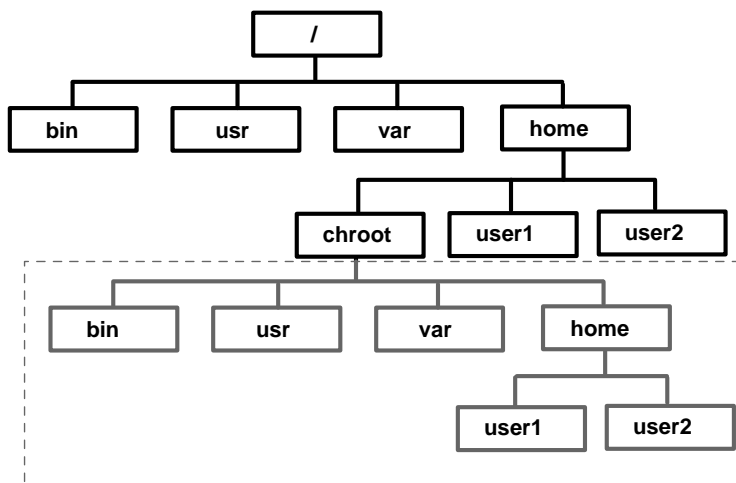 /
bin usr var home
chroot user1 user2
bin usr var home
user1 user2